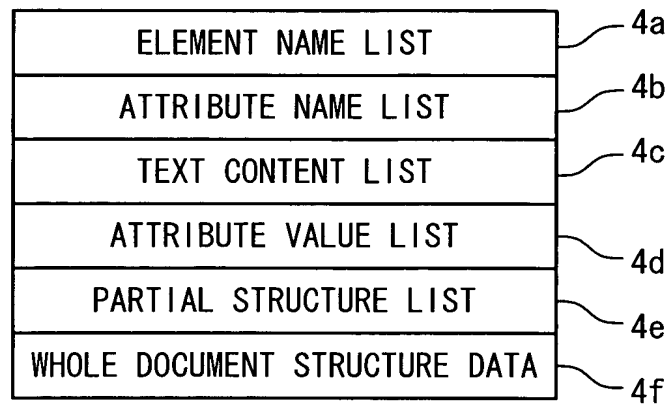 ELEMENT NAME LIST 4a
ATTRIBUTE NAME LIST 4b
TEXT CONTENT LIST 4c
ATTRIBUTE VALUE LIST 4d
PARTIAL STRUCTURE LIST 4e
WHOLE DOCUMENT STRUCTURE DATA 4f